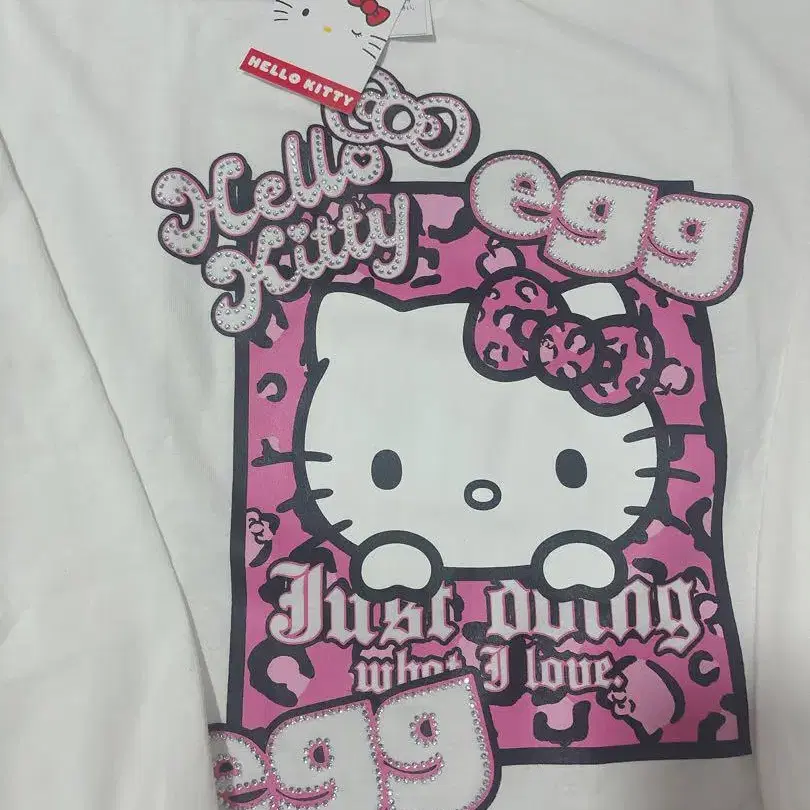 HELLO KITTY
Hello
Kitty
egg
Just doing
what I love.
egg